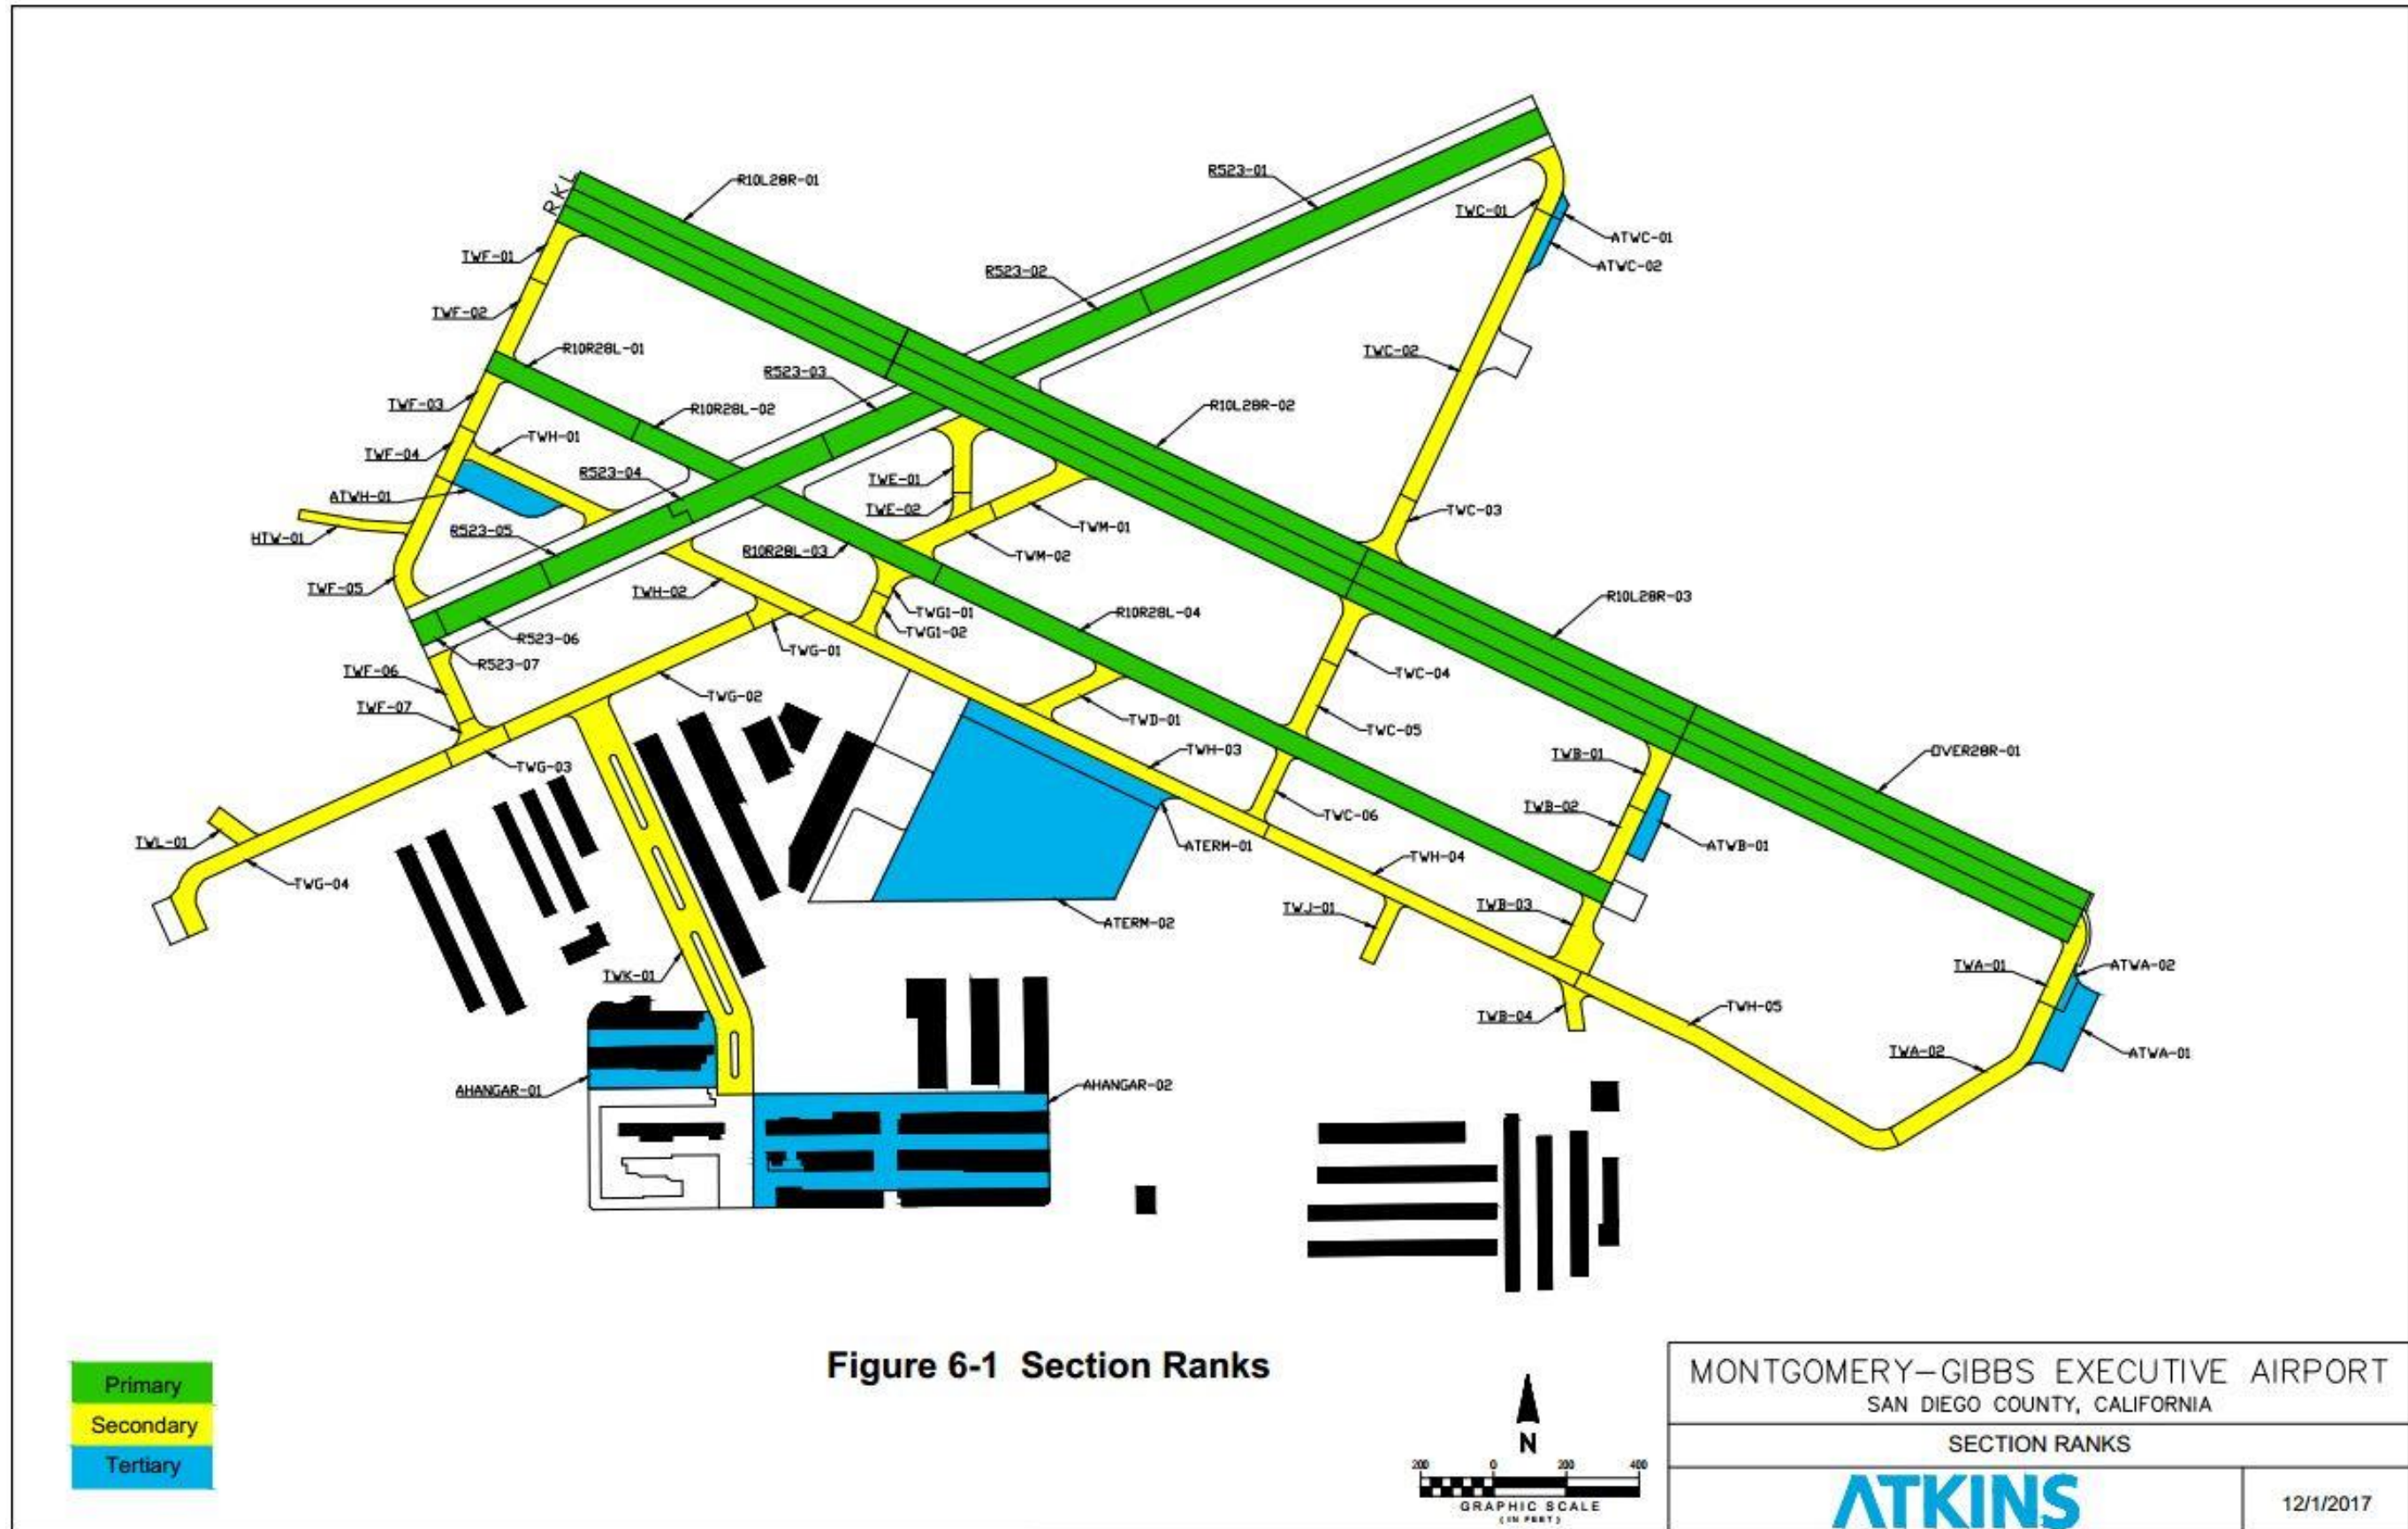 R10L28R-01
RKL
R523-01
TWC-01
ATWC-01
ATWC-02
TWF-01
R523-02
TWF-02
R10R28L-01
TWC-02
R523-03
TWF-03
R10R28L-02
R10L28R-02
TWH-01
TWF-04
R523-04
TWE-01
ATWH-01
TWE-02
TWC-03
TWM-01
R523-05
HTW-01
R10R28L-03
TWM-02
TWF-05
TWH-02
R10L28R-03
TWG1-01
R10R28L-04
TWG1-02
R523-06
TWG-01
R523-07
TWF-06
TWC-04
TWG-02
TWF-07
TWD-01
TWC-05
TWH-03
TWB-01
OVER28R-01
TWG-03
TWB-02
TWC-06
TWL-01
ATERM-01
ATWB-01
TWH-04
TWG-04
TWJ-01
TWB-03
ATERM-02
TWK-01
TWA-01
ATWA-02
TWH-05
TWB-04
TWA-02
ATWA-01
AHANGAR-01
AHANGAR-02
Primary
Secondary
Tertiary
Figure 6-1 Section Ranks
N
200 0 200 400
GRAPHIC SCALE
( IN FEET )
MONTGOMERY-GIBBS EXECUTIVE AIRPORT
SAN DIEGO COUNTY, CALIFORNIA
SECTION RANKS
ATKINS
12/1/2017